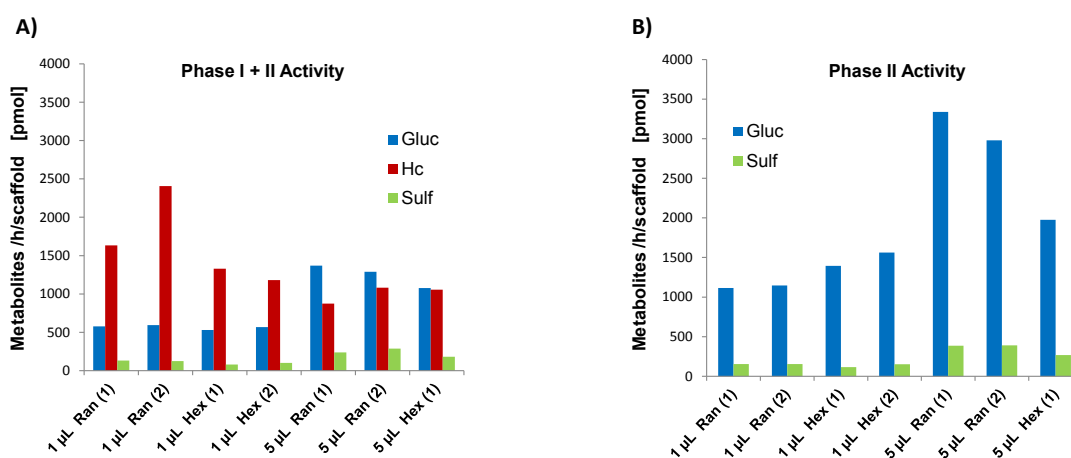 A)
Phase I + II Activity
Metabolites /h/scaffold [pmol]
4000
3500
3000
2500
2000
1500
1000
500
0
Gluc
Hc
Sulf
1 µL Ran (1)
1 µL Ran (2)
1 µL Hex (1)
1 µL Hex (2)
5 µL Ran (1)
5 µL Ran (2)
5 µL Hex (1)
B)
Phase II Activity
Metabolites /h/scaffold [pmol]
4000
3500
3000
2500
2000
1500
1000
500
0
Gluc
Sulf
1 µL Ran (1)
1 µL Ran (2)
1 µL Hex (1)
1 µL Hex (2)
5 µL Ran (1)
5 µL Ran (2)
5 µL Hex (1)